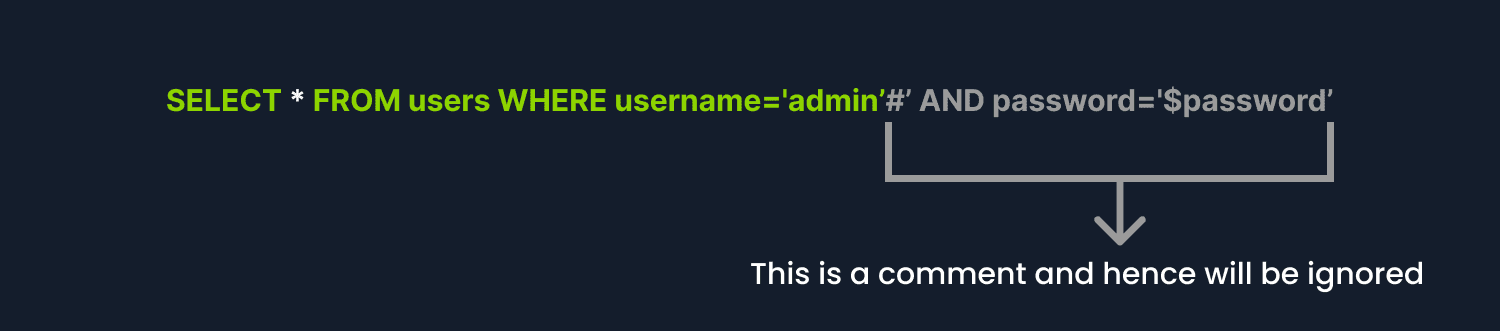 SELECT * FROM users WHERE username='admin’#’ AND password='$password’
This is a comment and hence will be ignored